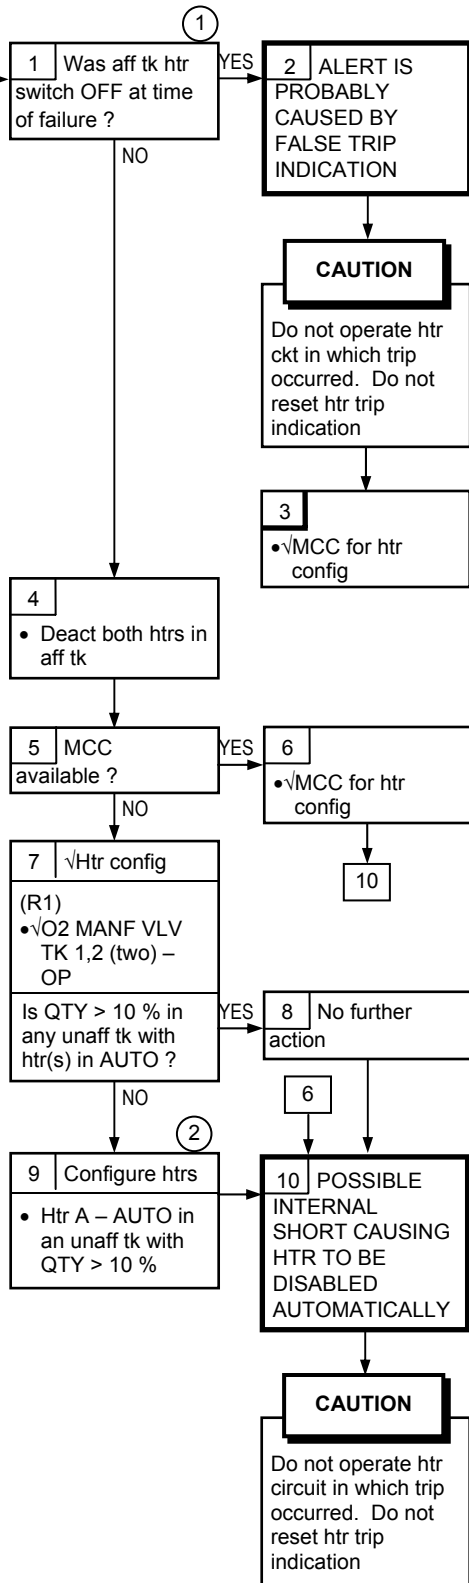 1
1 Was aff tk htr
switch OFF at time
of failure ?
YES
NO
2 ALERT IS
PROBABLY
CAUSED BY
FALSE TRIP
INDICATION
CAUTION
Do not operate htr
ckt in which trip
occurred. Do not
reset htr trip
indication
3
•√MCC for htr
config
4
• Deact both htrs in
aff tk
5 MCC
available ?
YES
NO
6
•√MCC for htr
config
10
7 √Htr config
(R1)
•√O2 MANF VLV
TK 1,2 (two) –
OP
Is QTY > 10 % in
any unaff tk with
htr(s) in AUTO ?
YES
NO
8 No further
action
6
2
9 Configure htrs
• Htr A – AUTO in
an unaff tk with
QTY > 10 %
10 POSSIBLE
INTERNAL
SHORT CAUSING
HTR TO BE
DISABLED
AUTOMATICALLY
CAUTION
Do not operate htr
circuit in which trip
occurred. Do not
reset htr trip
indication